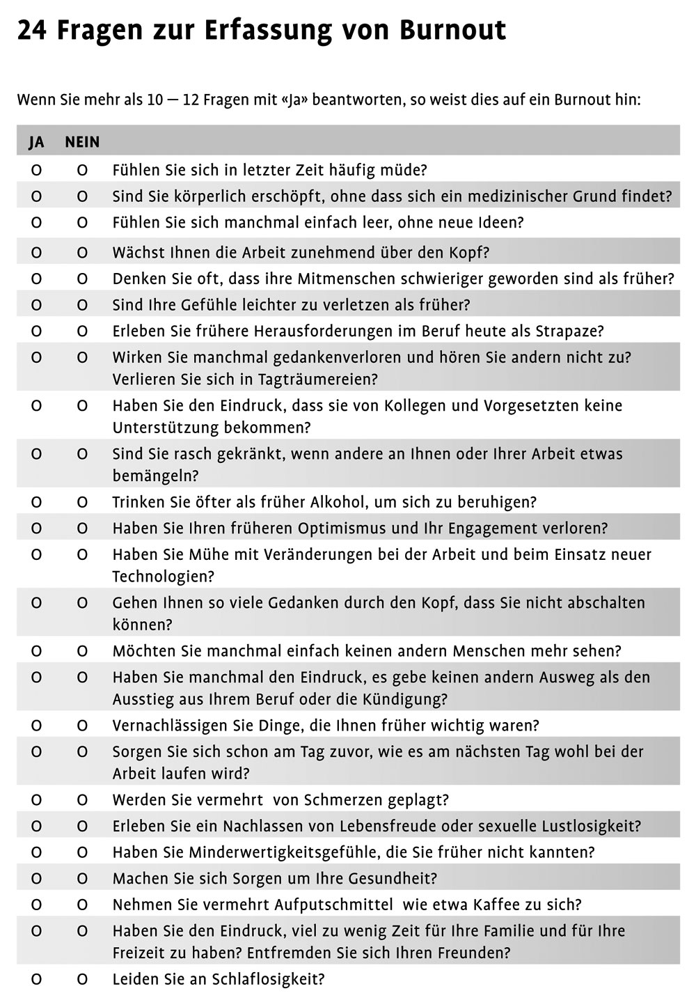 24 Fragen zur Erfassung von Burnout
Wenn Sie mehr als 10 – 12 Fragen mit «Ja» beantworten, so weist dies auf ein Burnout hin:
JA NEIN
O O Fühlen Sie sich in letzter Zeit häufig müde?
O O Sind Sie körperlich erschöpft, ohne dass sich ein medizinischer Grund findet?
O O Fühlen Sie sich manchmal einfach leer, ohne neue Ideen?
O O Wächst Ihnen die Arbeit zunehmend über den Kopf?
O O Denken Sie oft, dass ihre Mitmenschen schwieriger geworden sind als früher?
O O Sind Ihre Gefühle leichter zu verletzen als früher?
O O Erleben Sie frühere Herausforderungen im Beruf heute als Strapaze?
O O Wirken Sie manchmal gedankenverloren und hören Sie andern nicht zu?
Verlieren Sie sich in Tagträumereien?
O O Haben Sie den Eindruck, dass sie von Kollegen und Vorgesetzten keine
Unterstützung bekommen?
O O Sind Sie rasch gekränkt, wenn andere an Ihnen oder Ihrer Arbeit etwas
bemängeln?
O O Trinken Sie öfter als früher Alkohol, um sich zu beruhigen?
O O Haben Sie Ihren früheren Optimismus und Ihr Engagement verloren?
O O Haben Sie Mühe mit Veränderungen bei der Arbeit und beim Einsatz neuer
Technologien?
O O Gehen Ihnen so viele Gedanken durch den Kopf, dass Sie nicht abschalten
können?
O O Möchten Sie manchmal einfach keinen andern Menschen mehr sehen?
O O Haben Sie manchmal den Eindruck, es gebe keinen andern Ausweg als den
Ausstieg aus Ihrem Beruf oder die Kündigung?
O O Vernachlässigen Sie Dinge, die Ihnen früher wichtig waren?
O O Sorgen Sie sich schon am Tag zuvor, wie es am nächsten Tag wohl bei der
Arbeit laufen wird?
O O Werden Sie vermehrt von Schmerzen geplagt?
O O Erleben Sie ein Nachlassen von Lebensfreude oder sexuelle Lustlosigkeit?
O O Haben Sie Minderwertigkeitsgefühle, die Sie früher nicht kannten?
O O Machen Sie sich Sorgen um Ihre Gesundheit?
O O Nehmen Sie vermehrt Aufputschmittel wie etwa Kaffee zu sich?
O O Haben Sie den Eindruck, viel zu wenig Zeit für Ihre Familie und für Ihre
Freizeit zu haben? Entfremden Sie sich Ihren Freunden?
O O Leiden Sie an Schlaflosigkeit?